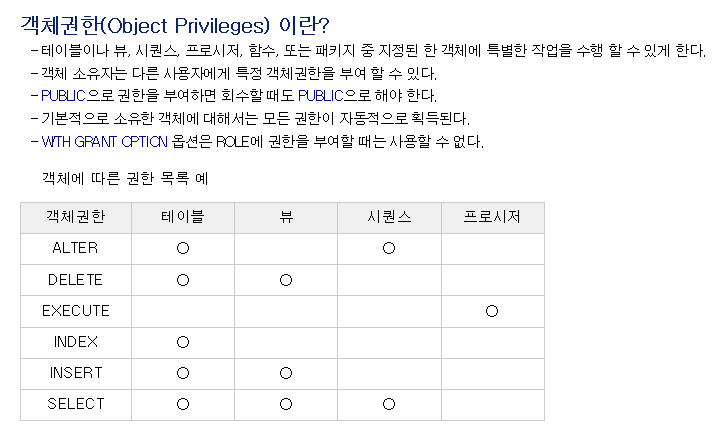 객체권한(Object Privileges) 이란?
- 테이블이나 뷰, 시퀀스, 프로시저, 함수, 또는 패키지 중 지정된 한 객체에 특별한 작업을 수행 할 수 있게 한다.
- 객체 소유자는 다른 사용자에게 특정 객체권한을 부여 할 수 있다.
- PUBLIC으로 권한을 부여하면 회수할 때도 PUBLIC으로 해야 한다.
- 기본적으로 소유한 객체에 대해서는 모든 권한이 자동적으로 획득된다.
- WITH GRANT OPTION 옵션은 ROLE에 권한을 부여할 때는 사용할 수 없다.
객체에 따른 권한 목록 예
객체권한 테이블 뷰 시퀀스 프로시저
ALTER ○ ○
DELETE ○ ○
EXECUTE ○
INDEX ○
INSERT ○ ○
SELECT ○ ○ ○